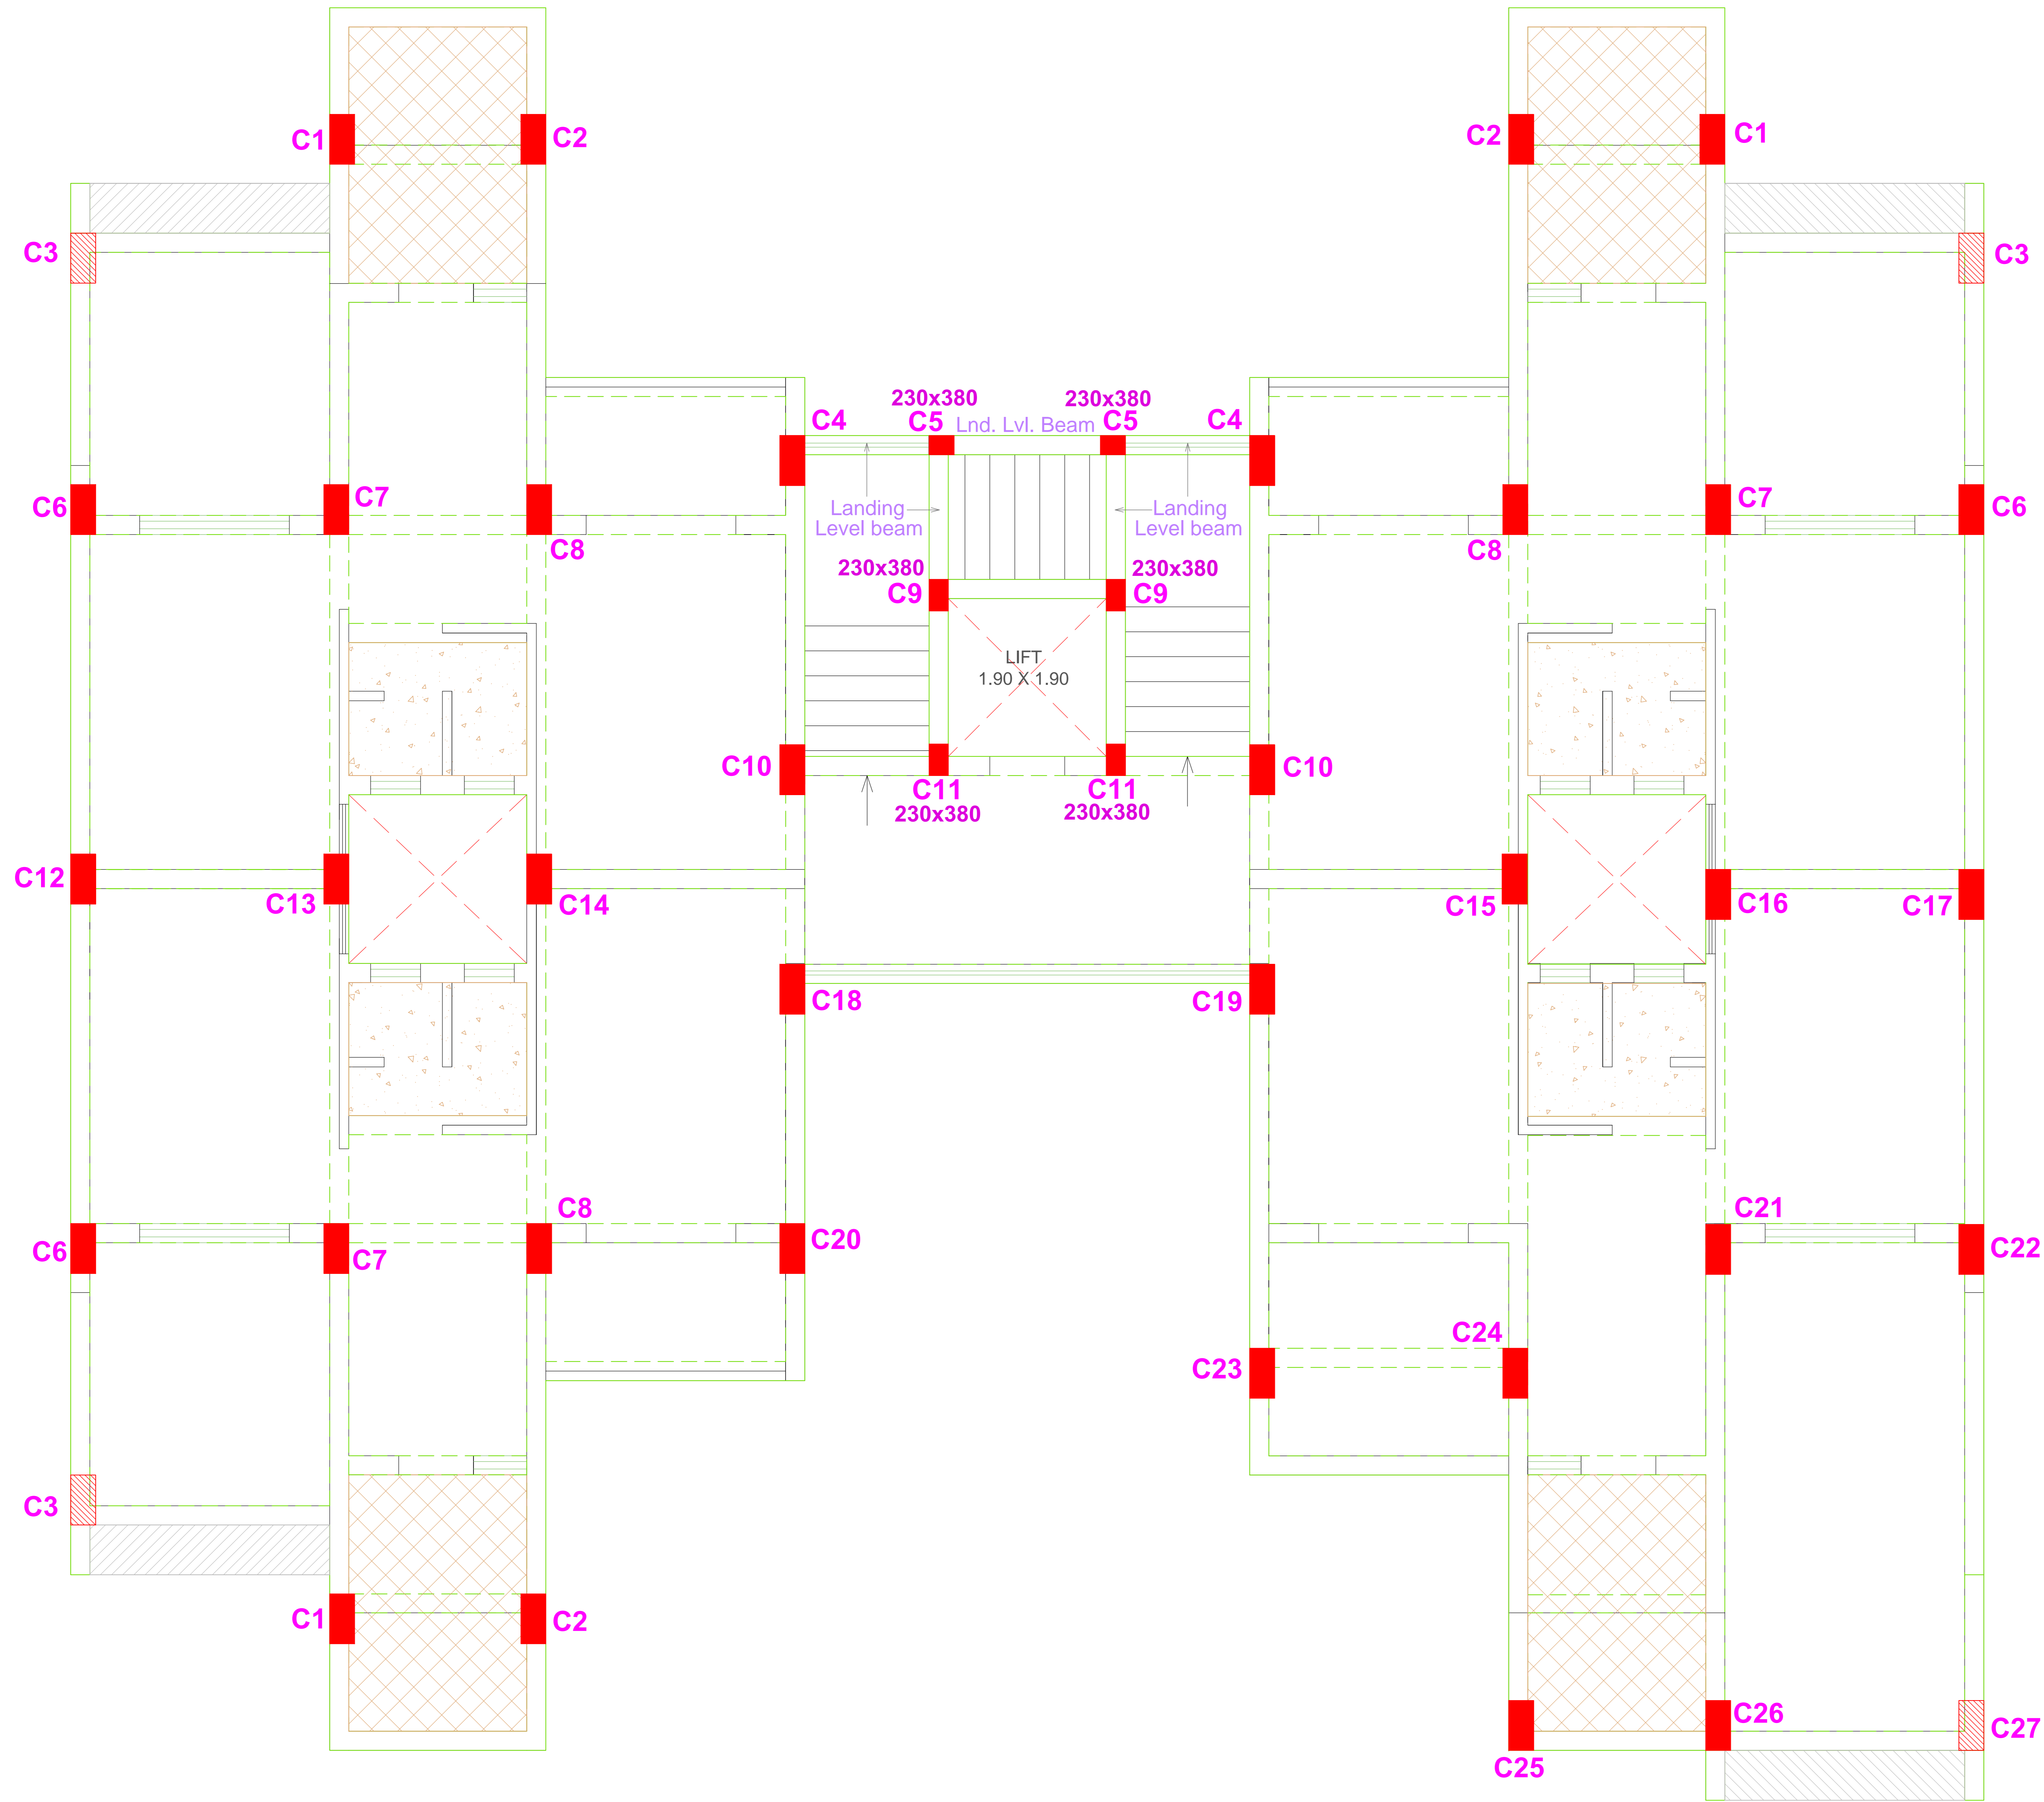 C1
C2
C2
C1
C3
C3
230x380
230x380
C4
C5
Lnd. Lvl. Beam
C5
C4
C6
C7
Landing
Level beam
Landing
Level beam
C7
C6
C8
C8
230x380
230x380
C9
C9
LIFT
1.90 X 1.90
C10
C11
C11
C10
230x380
230x380
C12
C13
C14
C15
C16
C17
C18
C19
C8
C21
C6
C7
C20
C22
C24
C23
C3
C1
C2
C26
C27
C25